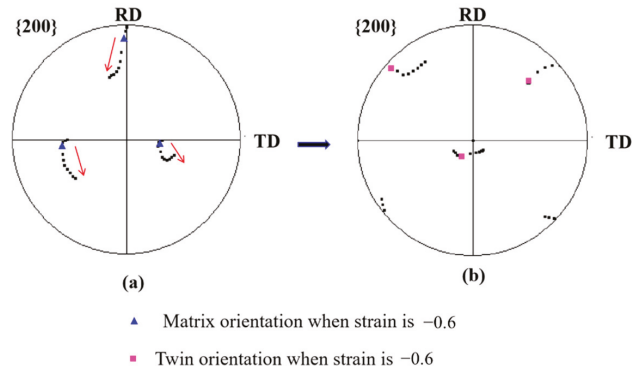 {200}
RD
TD
(a)
{200}
RD
TD
(b)
Matrix orientation when strain is −0.6
Twin orientation when strain is −0.6